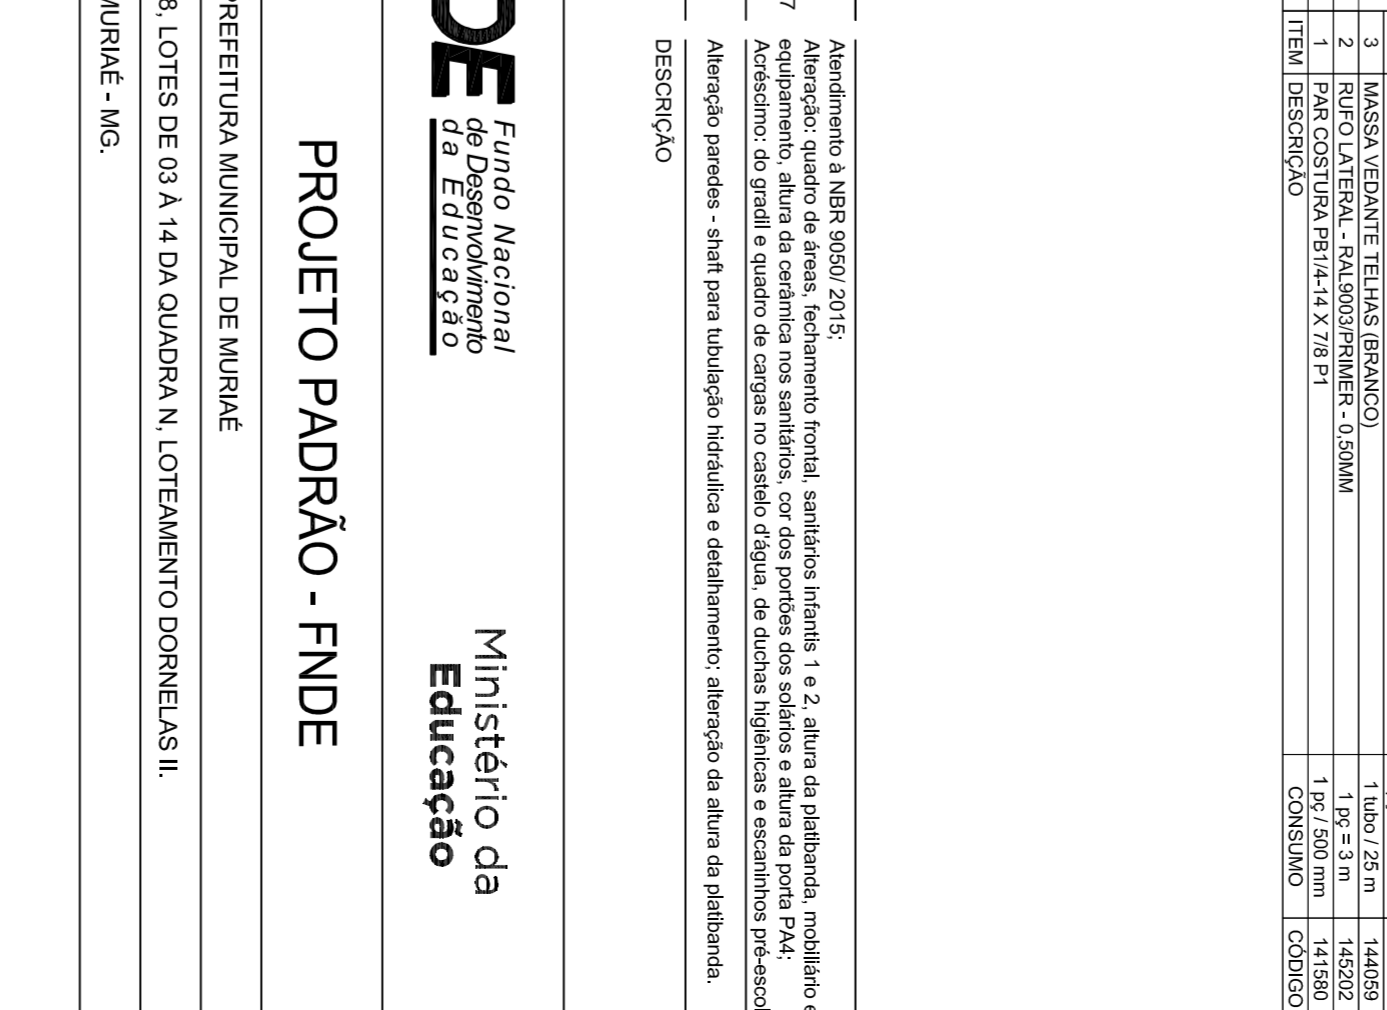 3 MASSA VEDANTE TELHAS (BRANCO) 1 tubo / 25 m 144059
2 RUFO LATERAL - RAL9003/PRIMER - 0,50MM 1 pç = 3 m 145202
1 PAR COSTURA PB1/4-14 X 7/8 P1 1 pç / 500 mm 141580
ITEM DESCRIÇÃO CONSUMO CÓDIGO
Atendimento à NBR 9050/ 2015;
Alteração: quadro de áreas, fechamento frontal, sanitários infantis 1 e 2, altura da platibanda, mobiliário e
equipamento, altura da cerâmica nos sanitários, cor dos portões dos solários e altura da porta PA4;
Acréscimo: do gradil e quadro de cargas no castelo d'água, de duchas higiênicas e escaninhos pré-escol
7
Alteração paredes - shaft para tubulação hidráulica e detalhamento; alteração da altura da platibanda.
DESCRIÇÃO
DE
Fundo Nacional
de Desenvolvimento
da Educação
Ministério da
Educação
PROJETO PADRÃO - FNDE
PREFEITURA MUNICIPAL DE MURIAÉ
8, LOTES DE 03 À 14 DA QUADRA N, LOTEAMENTO DORNELAS II.
MURIAÉ - MG.